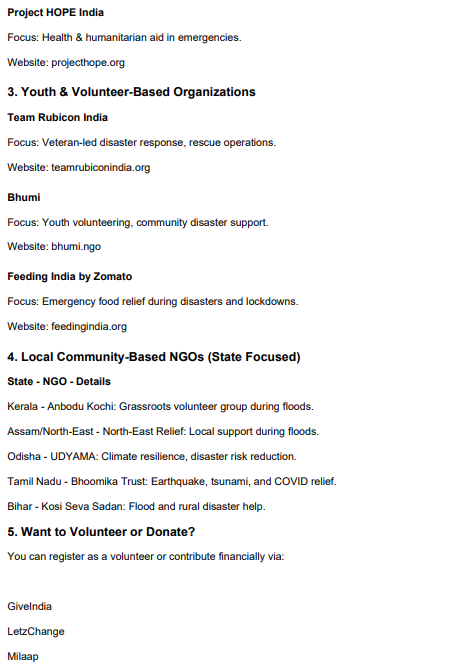 Project HOPE India
Focus: Health & humanitarian aid in emergencies.
Website: projecthope.org
3. Youth & Volunteer-Based Organizations
Team Rubicon India
Focus: Veteran-led disaster response, rescue operations.
Website: teamrubiconindia.org
Bhumi
Focus: Youth volunteering, community disaster support.
Website: bhumi.ngo
Feeding India by Zomato
Focus: Emergency food relief during disasters and lockdowns.
Website: feedingindia.org
4. Local Community-Based NGOs (State Focused)
State - NGO - Details
Kerala - Anbodu Kochi: Grassroots volunteer group during floods.
Assam/North-East - North-East Relief: Local support during floods.
Odisha - UDYAMA: Climate resilience, disaster risk reduction.
Tamil Nadu - Bhoomika Trust: Earthquake, tsunami, and COVID relief.
Bihar - Kosi Seva Sadan: Flood and rural disaster help.
5. Want to Volunteer or Donate?
You can register as a volunteer or contribute financially via:
GiveIndia
LetzChange
Milaap